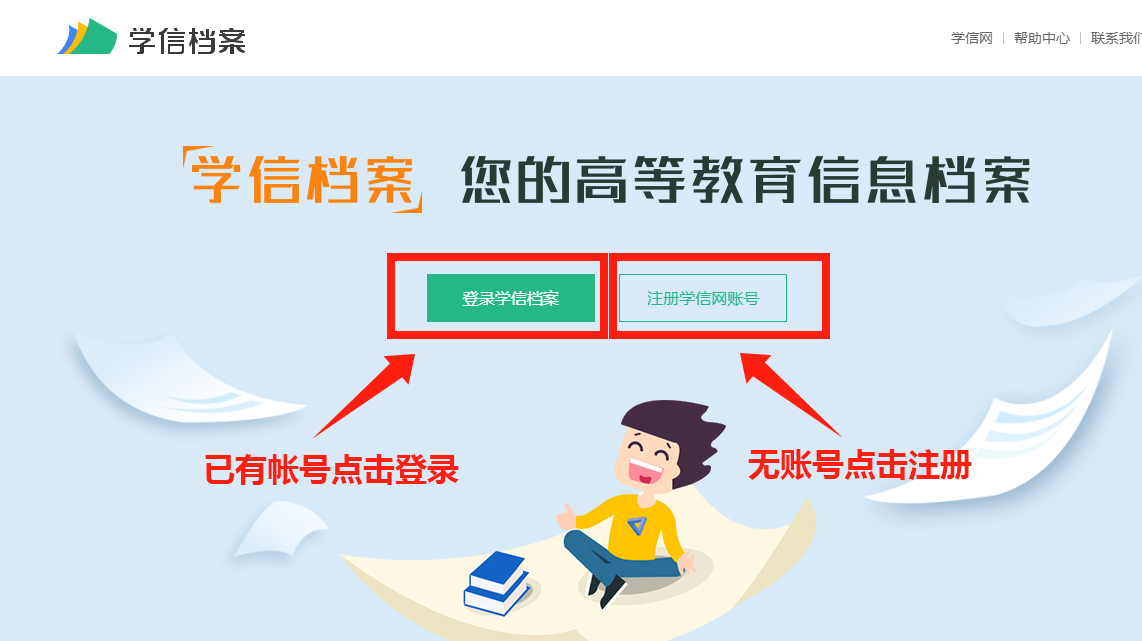 学信档案
学信网 | 帮助中心 | 联系我们
学信档案 您的高等教育信息档案
登录学信档案 注册学信网账号
已有帐号点击登录 无账号点击注册